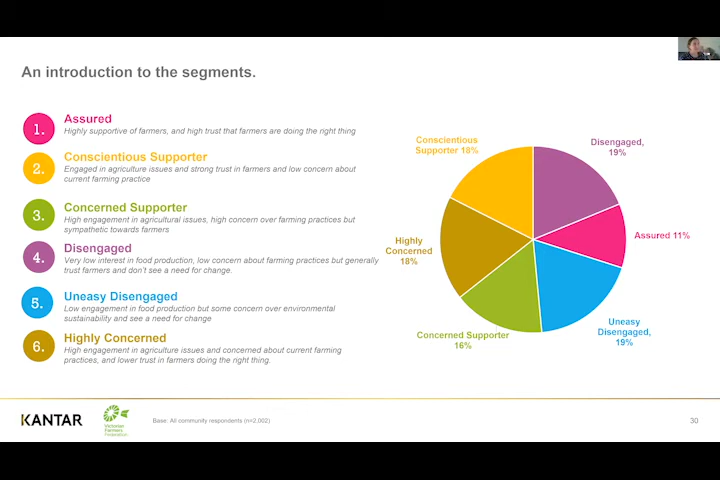 An introduction to the segments.
1.
Assured
Highly supportive of farmers, and high trust that farmers are doing the right thing
2.
Conscientious Supporter
Engaged in agriculture issues and strong trust in farmers and low concern about
current farming practice
3.
Concerned Supporter
High engagement in agricultural issues, high concern over farming practices but
sympathetic towards farmers
4.
Disengaged
Very low interest in food production, low concern about farming practices but generally
trust farmers and don't see a need for change.
5.
Uneasy Disengaged
Low engagement in food production but some concern over environmental
sustainability and see a need for change
6.
Highly Concerned
High engagement in agriculture issues and concerned about current farming
practices, and lower trust in farmers doing the right thing.
Conscientious
Supporter 18%
Disengaged,
19%
Assured 11%
Highly
Concerned
18%
Uneasy
Disengaged,
19%
Concerned Supporter
16%
KANTAR
Victorian
Farmers
Federation
Base: All community respondents (n=2,002)
30